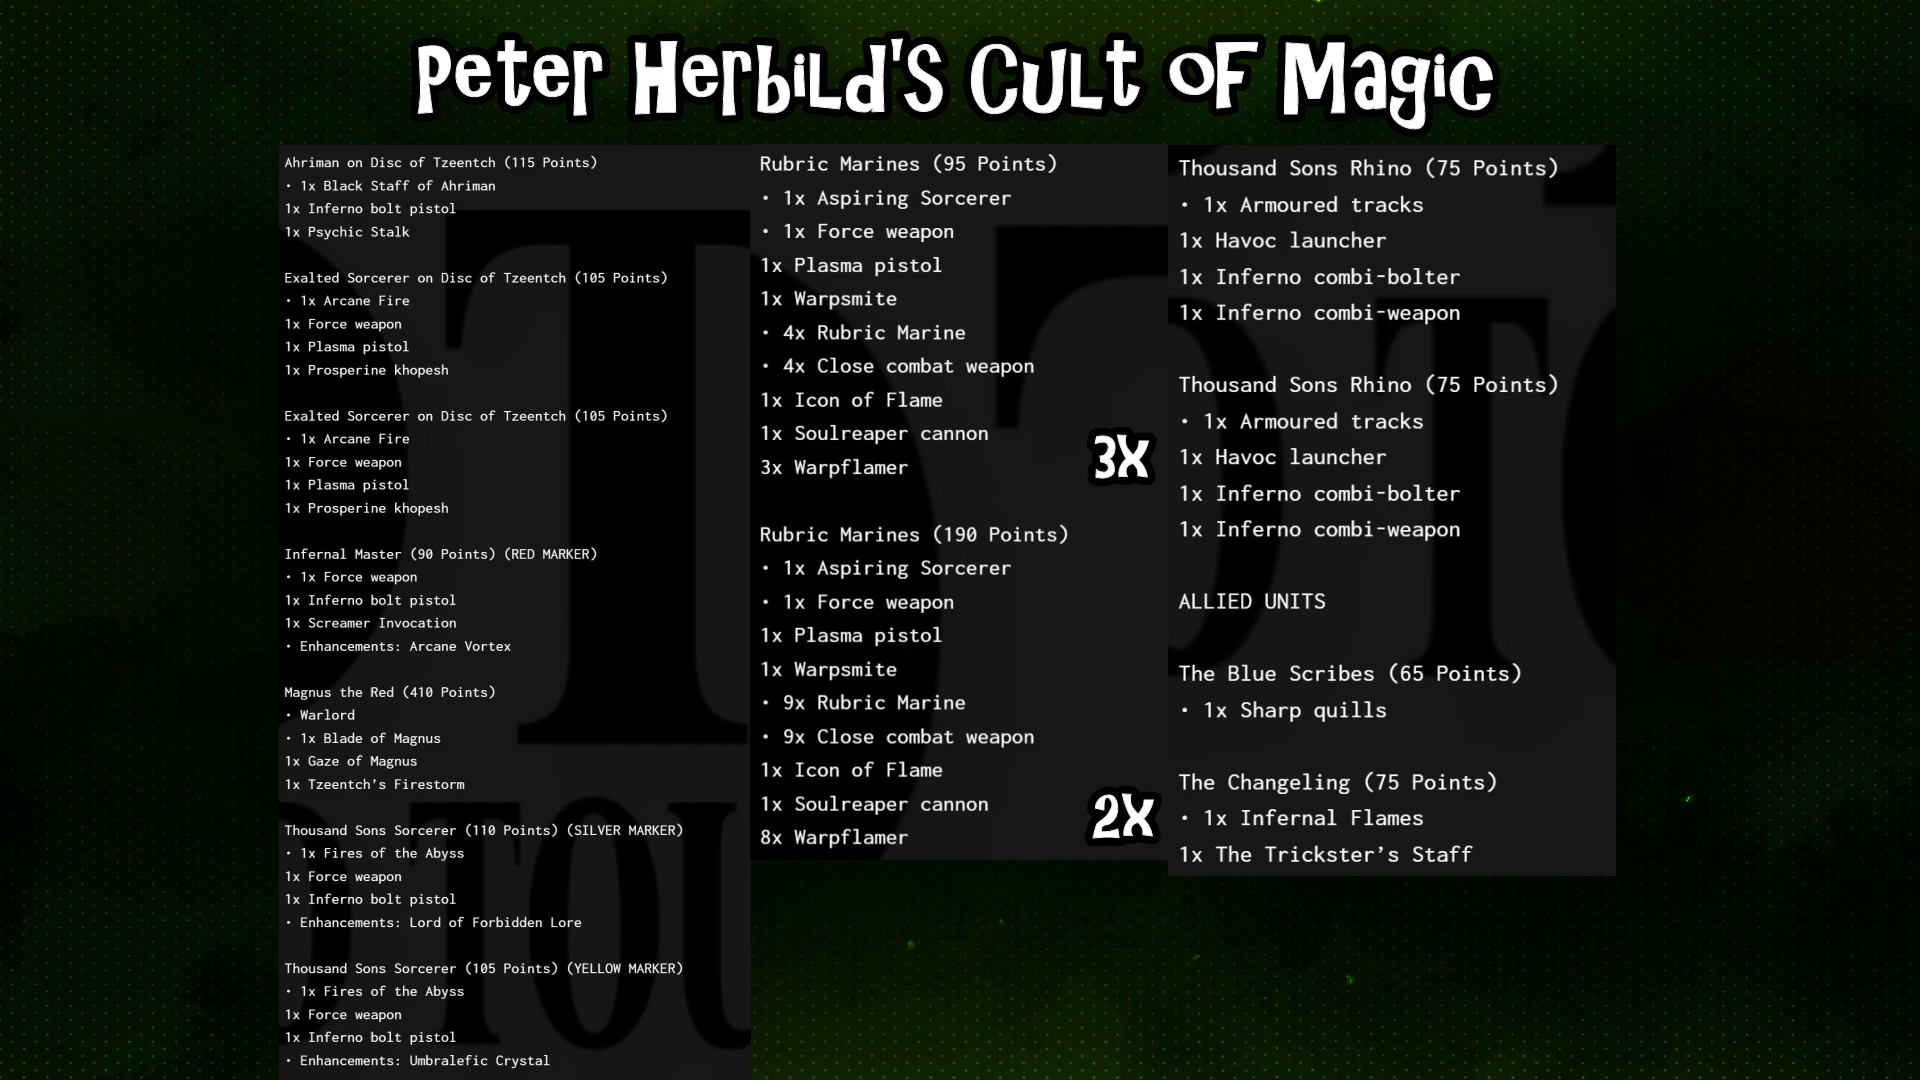 Peter Herbild's Cult of Magic
Ahriman on Disc of Tzeentch (115 Points)
• 1x Black Staff of Ahriman
1x Inferno bolt pistol
1x Psychic Stalk
Exalted Sorcerer on Disc of Tzeentch (105 Points)
• 1x Arcane Fire
1x Force weapon
1x Plasma pistol
1x Prosperine khopesh
Exalted Sorcerer on Disc of Tzeentch (105 Points)
• 1x Arcane Fire
1x Force weapon
1x Plasma pistol
1x Prosperine khopesh
Infernal Master (90 Points) (RED MARKER)
• 1x Force weapon
1x Inferno bolt pistol
1x Screamer Invocation
• Enhancements: Arcane Vortex
Magnus the Red (410 Points)
• Warlord
• 1x Blade of Magnus
1x Gaze of Magnus
1x Tzeentch’s Firestorm
Thousand Sons Sorcerer (110 Points) (SILVER MARKER)
• 1x Fires of the Abyss
1x Force weapon
1x Inferno bolt pistol
• Enhancements: Lord of Forbidden Lore
Thousand Sons Sorcerer (105 Points) (YELLOW MARKER)
• 1x Fires of the Abyss
1x Force weapon
1x Inferno bolt pistol
• Enhancements: Umbralefic Crystal
Rubric Marines (95 Points)
• 1x Aspiring Sorcerer
• 1x Force weapon
1x Plasma pistol
1x Warpsmite
• 4x Rubric Marine
• 4x Close combat weapon
1x Icon of Flame
1x Soulreaper cannon
3x Warpflamer
3X
Rubric Marines (190 Points)
• 1x Aspiring Sorcerer
• 1x Force weapon
1x Plasma pistol
1x Warpsmite
• 9x Rubric Marine
• 9x Close combat weapon
1x Icon of Flame
1x Soulreaper cannon
8x Warpflamer
2X
Thousand Sons Rhino (75 Points)
• 1x Armoured tracks
1x Havoc launcher
1x Inferno combi-bolter
1x Inferno combi-weapon
Thousand Sons Rhino (75 Points)
• 1x Armoured tracks
1x Havoc launcher
1x Inferno combi-bolter
1x Inferno combi-weapon
ALLIED UNITS
The Blue Scribes (65 Points)
• 1x Sharp quills
The Changeling (75 Points)
• 1x Infernal Flames
1x The Trickster’s Staff